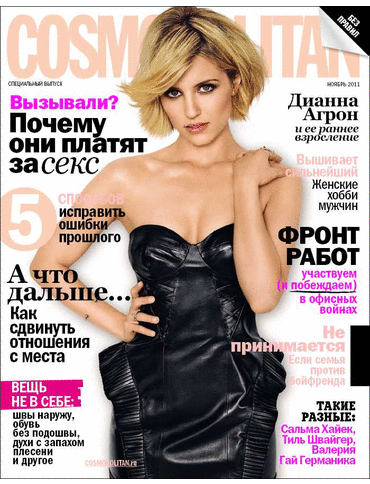 COSMOPOLITAN
БЕЗ
ПРАВИЛ
СПЕЦИАЛЬНЫЙ ВЫПУСК
НОЯБРЬ 2011
Вызывали?
Почему
они платят
за секс
5 СПОСОБОВ
исправить
ошибки
прошлого
А что
дальше...
Как
сдвинуть
отношения
с места
ВЕЩЬ
НЕ В СЕБЕ:
швы наружу,
обувь
без подошвы,
духи с запахом
плесени
и другое
COSMOPOLITAN.RU
Дианна
Агрон
и ее раннее
взросление
Вышивает
сильнейший
Женские
хобби
мужчин
ФРОНТ
РАБОТ
участвуем
(и побеждаем)
в офисных
войнах
Не
принимается
Если семья
против
бойфренда
ТАКИЕ
РАЗНЫЕ:
Сальма Хайек,
Тиль Швайгер,
Валерия
Гай Германика